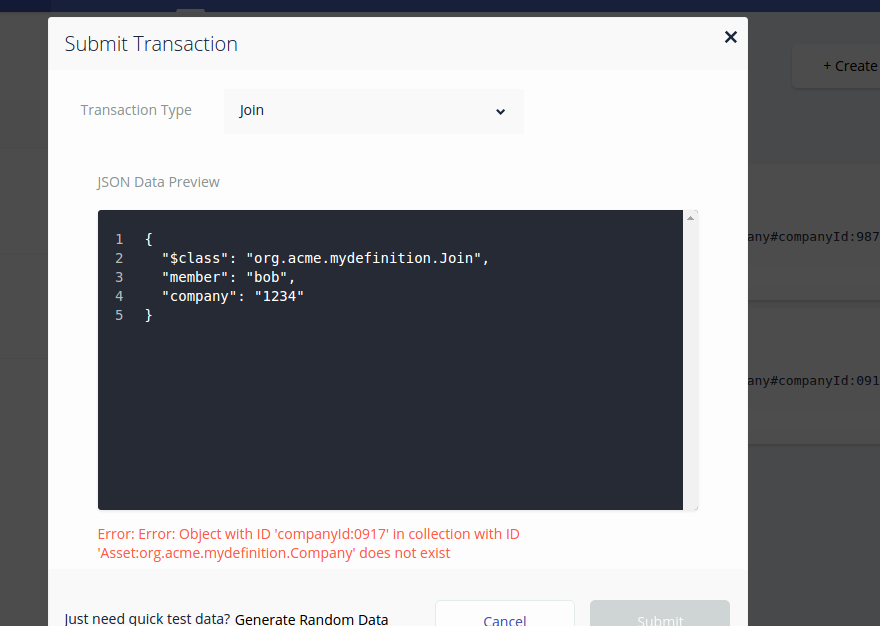 Submit Transaction
+ Create
Transaction Type
Join
JSON Data Preview
1 {
2 "$class": "org.acme.mydefinition.Join",
3 "member": "bob",
4 "company": "1234"
5 }
any#companyId:987
any#companyId:091
Error: Error: Object with ID 'companyId:0917' in collection with ID
'Asset:org.acme.mydefinition.Company' does not exist
Just need quick test data? Generate Random Data
Cancel
Submit